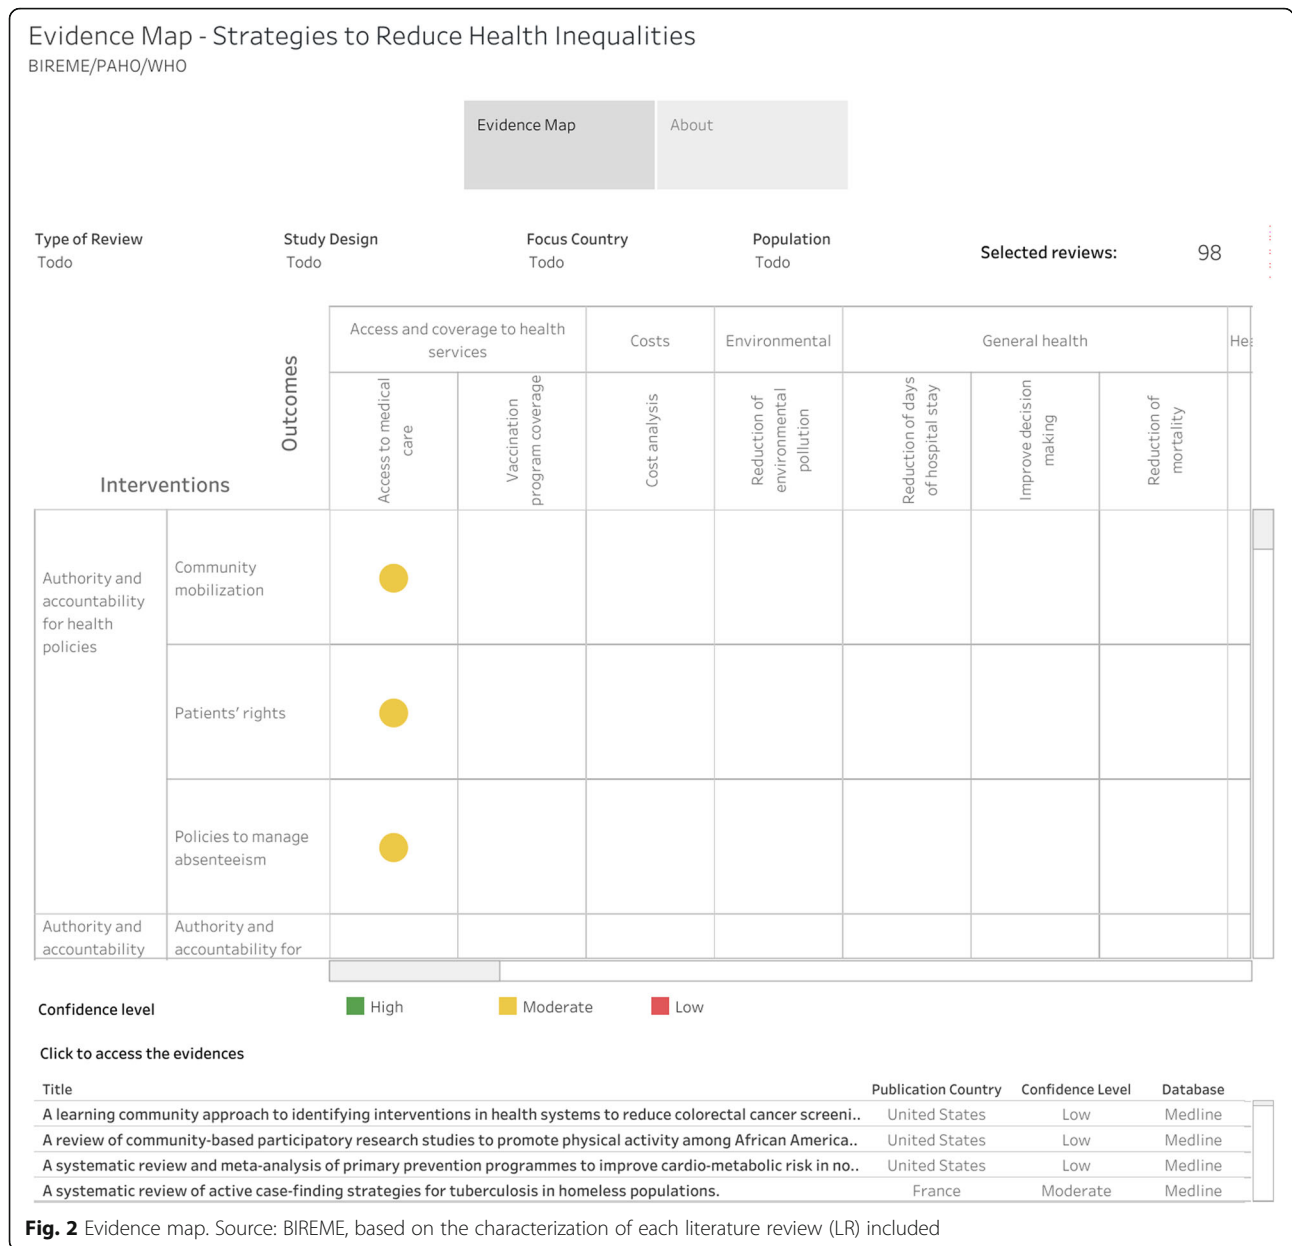 Evidence Map - Strategies to Reduce Health Inequalities
BIREME/PAHO/WHO
Evidence Map
About
Type of Review
Todo
Study Design
Todo
Focus Country
Todo
Population
Todo
Selected reviews: 98
Outcomes
Interventions
Access and coverage to health
services
Costs
Environmental
General health
Hea
Access to medical
care
Vaccination
program coverage
Cost analysis
Reduction of
environmental
pollution
Reduction of days
of hospital stay
Improve decision
making
Reduction of
mortality
Authority and
accountability
for health
policies
Community
mobilization
Patients' rights
Policies to manage
absenteeism
Authority and
accountability
Authority and
accountability for
Confidence level
High
Moderate
Low
Click to access the evidences
Title Publication Country Confidence Level Database
A learning community approach to identifying interventions in health systems to reduce colorectal cancer screeni.. United States Low Medline
A review of community-based participatory research studies to promote physical activity among African America.. United States Low Medline
A systematic review and meta-analysis of primary prevention programmes to improve cardio-metabolic risk in no.. United States Low Medline
A systematic review of active case-finding strategies for tuberculosis in homeless populations. France Moderate Medline
Fig. 2 Evidence map. Source: BIREME, based on the characterization of each literature review (LR) included